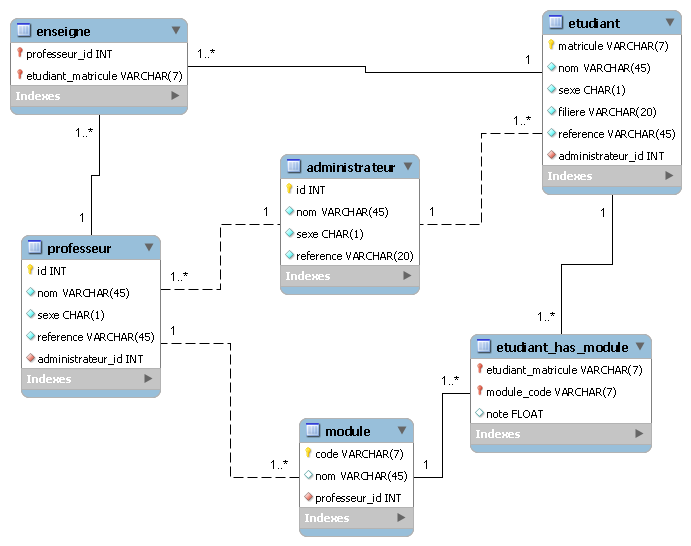 enseigne
professeur_id INT
etudiant_matricule VARCHAR(7)
Indexes
1..*
1
1..*
1
etudiant
matricule VARCHAR(7)
nom VARCHAR(45)
sexe CHAR(1)
filiere VARCHAR(20)
reference VARCHAR(45)
administrateur_id INT
Indexes
1..*
1
1
administrateur
id INT
nom VARCHAR(45)
sexe CHAR(1)
reference VARCHAR(20)
Indexes
1
1..*
professeur
id INT
nom VARCHAR(45)
sexe CHAR(1)
reference VARCHAR(45)
administrateur_id INT
Indexes
1
1..*
1..*
etudiant_has_module
etudiant_matricule VARCHAR(7)
module_code VARCHAR(7)
note FLOAT
Indexes
1..*
1
module
code VARCHAR(7)
nom VARCHAR(45)
professeur_id INT
Indexes